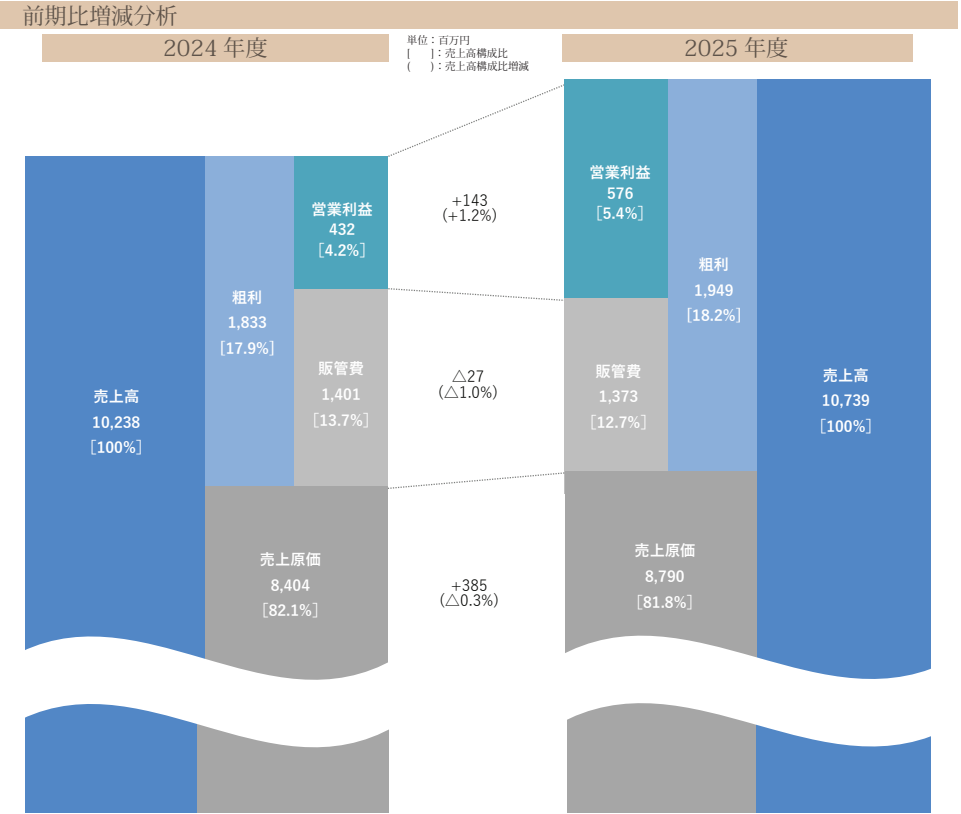 前期比増減分析
2024 年度
単位：百万円
[　　]：売上高構成比
(　　)：売上高構成比増減
2025 年度
営業利益
432
[4.2%]
粗利
1,833
[17.9%]
販管費
1,401
[13.7%]
売上高
10,238
[100%]
売上原価
8,404
[82.1%]
+143
(+1.2%)
△27
(△1.0%)
+385
(△0.3%)
営業利益
576
[5.4%]
粗利
1,949
[18.2%]
販管費
1,373
[12.7%]
売上高
10,739
[100%]
売上原価
8,790
[81.8%]